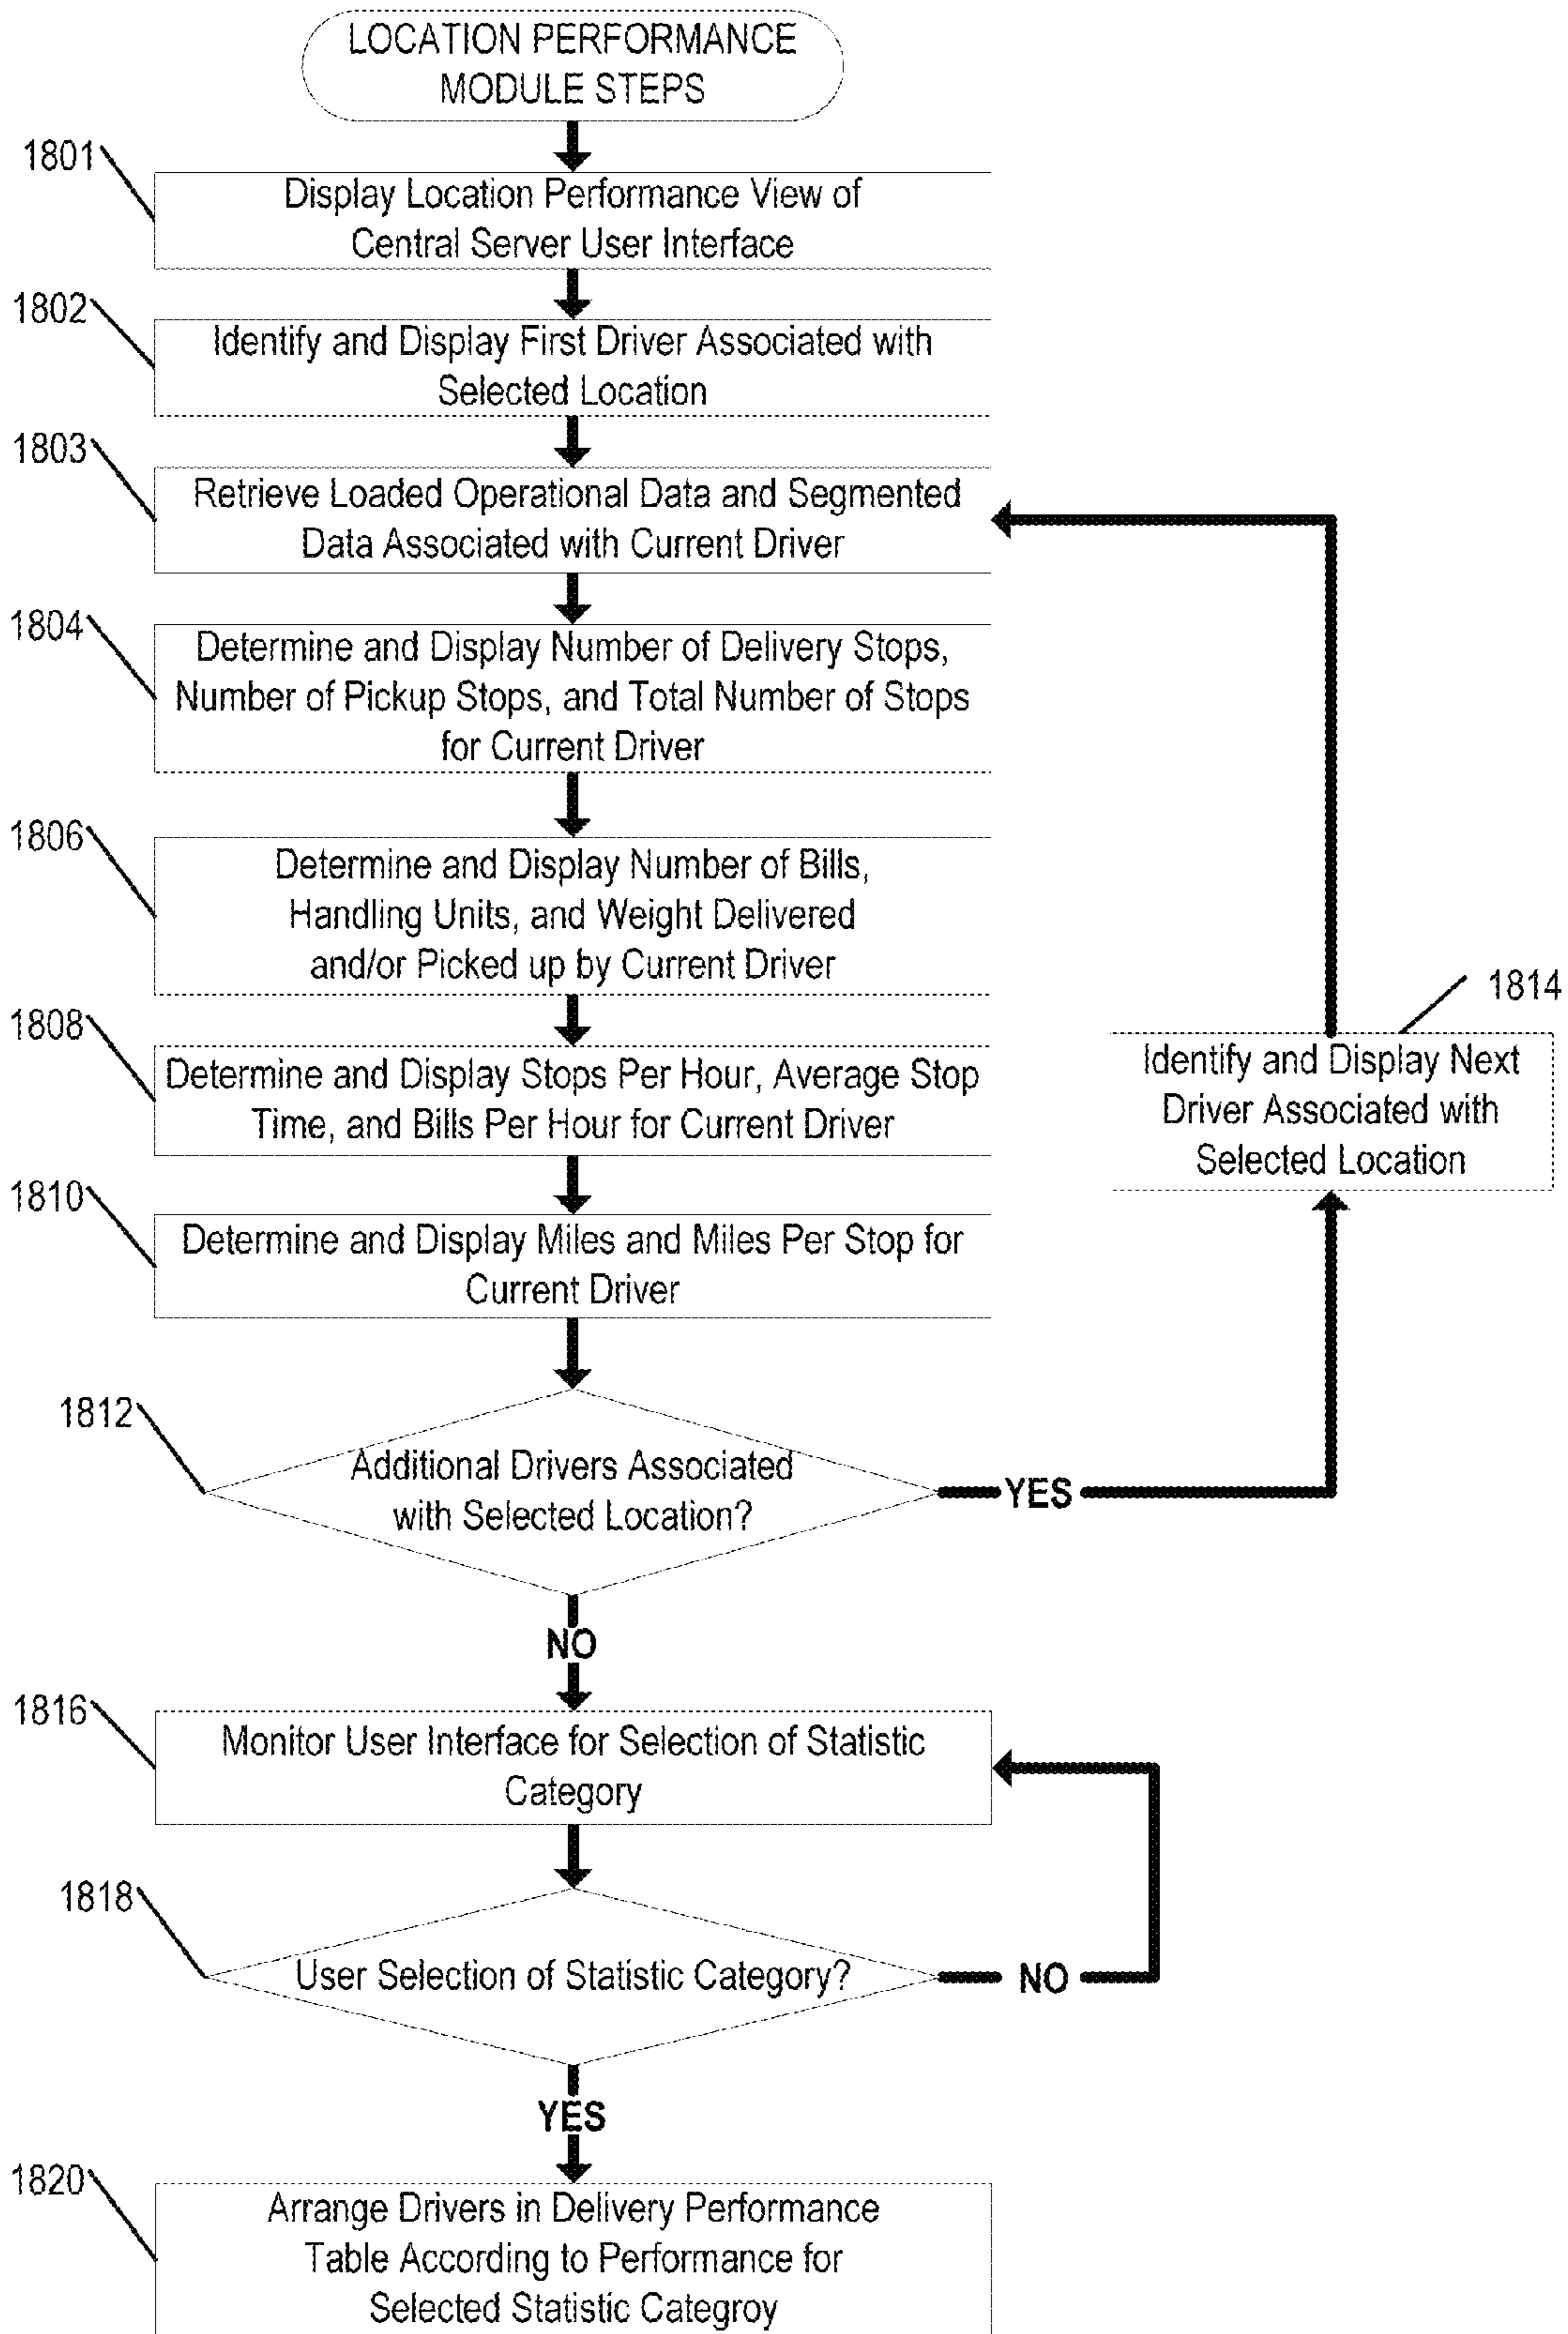 LOCATION PERFORMANCE
MODULE STEPS
1801
Display Location Performance View of
Central Server User Interface
1802
Identify and Display First Driver Associated with
Selected Location
1803
Retrieve Loaded Operational Data and Segmented
Data Associated with Current Driver
1804
Determine and Display Number of Delivery Stops,
Number of Pickup Stops, and Total Number of Stops
for Current Driver
1806
Determine and Display Number of Bills,
Handling Units, and Weight Delivered
and/or Picked up by Current Driver
1808
Determine and Display Stops Per Hour, Average Stop
Time, and Bills Per Hour for Current Driver
1814
Identify and Display Next
Driver Associated with
Selected Location
1810
Determine and Display Miles and Miles Per Stop for
Current Driver
1812
Additional Drivers Associated
with Selected Location?
YES
NO
1816
Monitor User Interface for Selection of Statistic
Category
1818
User Selection of Statistic Category?
NO
YES
1820
Arrange Drivers in Delivery Performance
Table According to Performance for
Selected Statistic Categroy